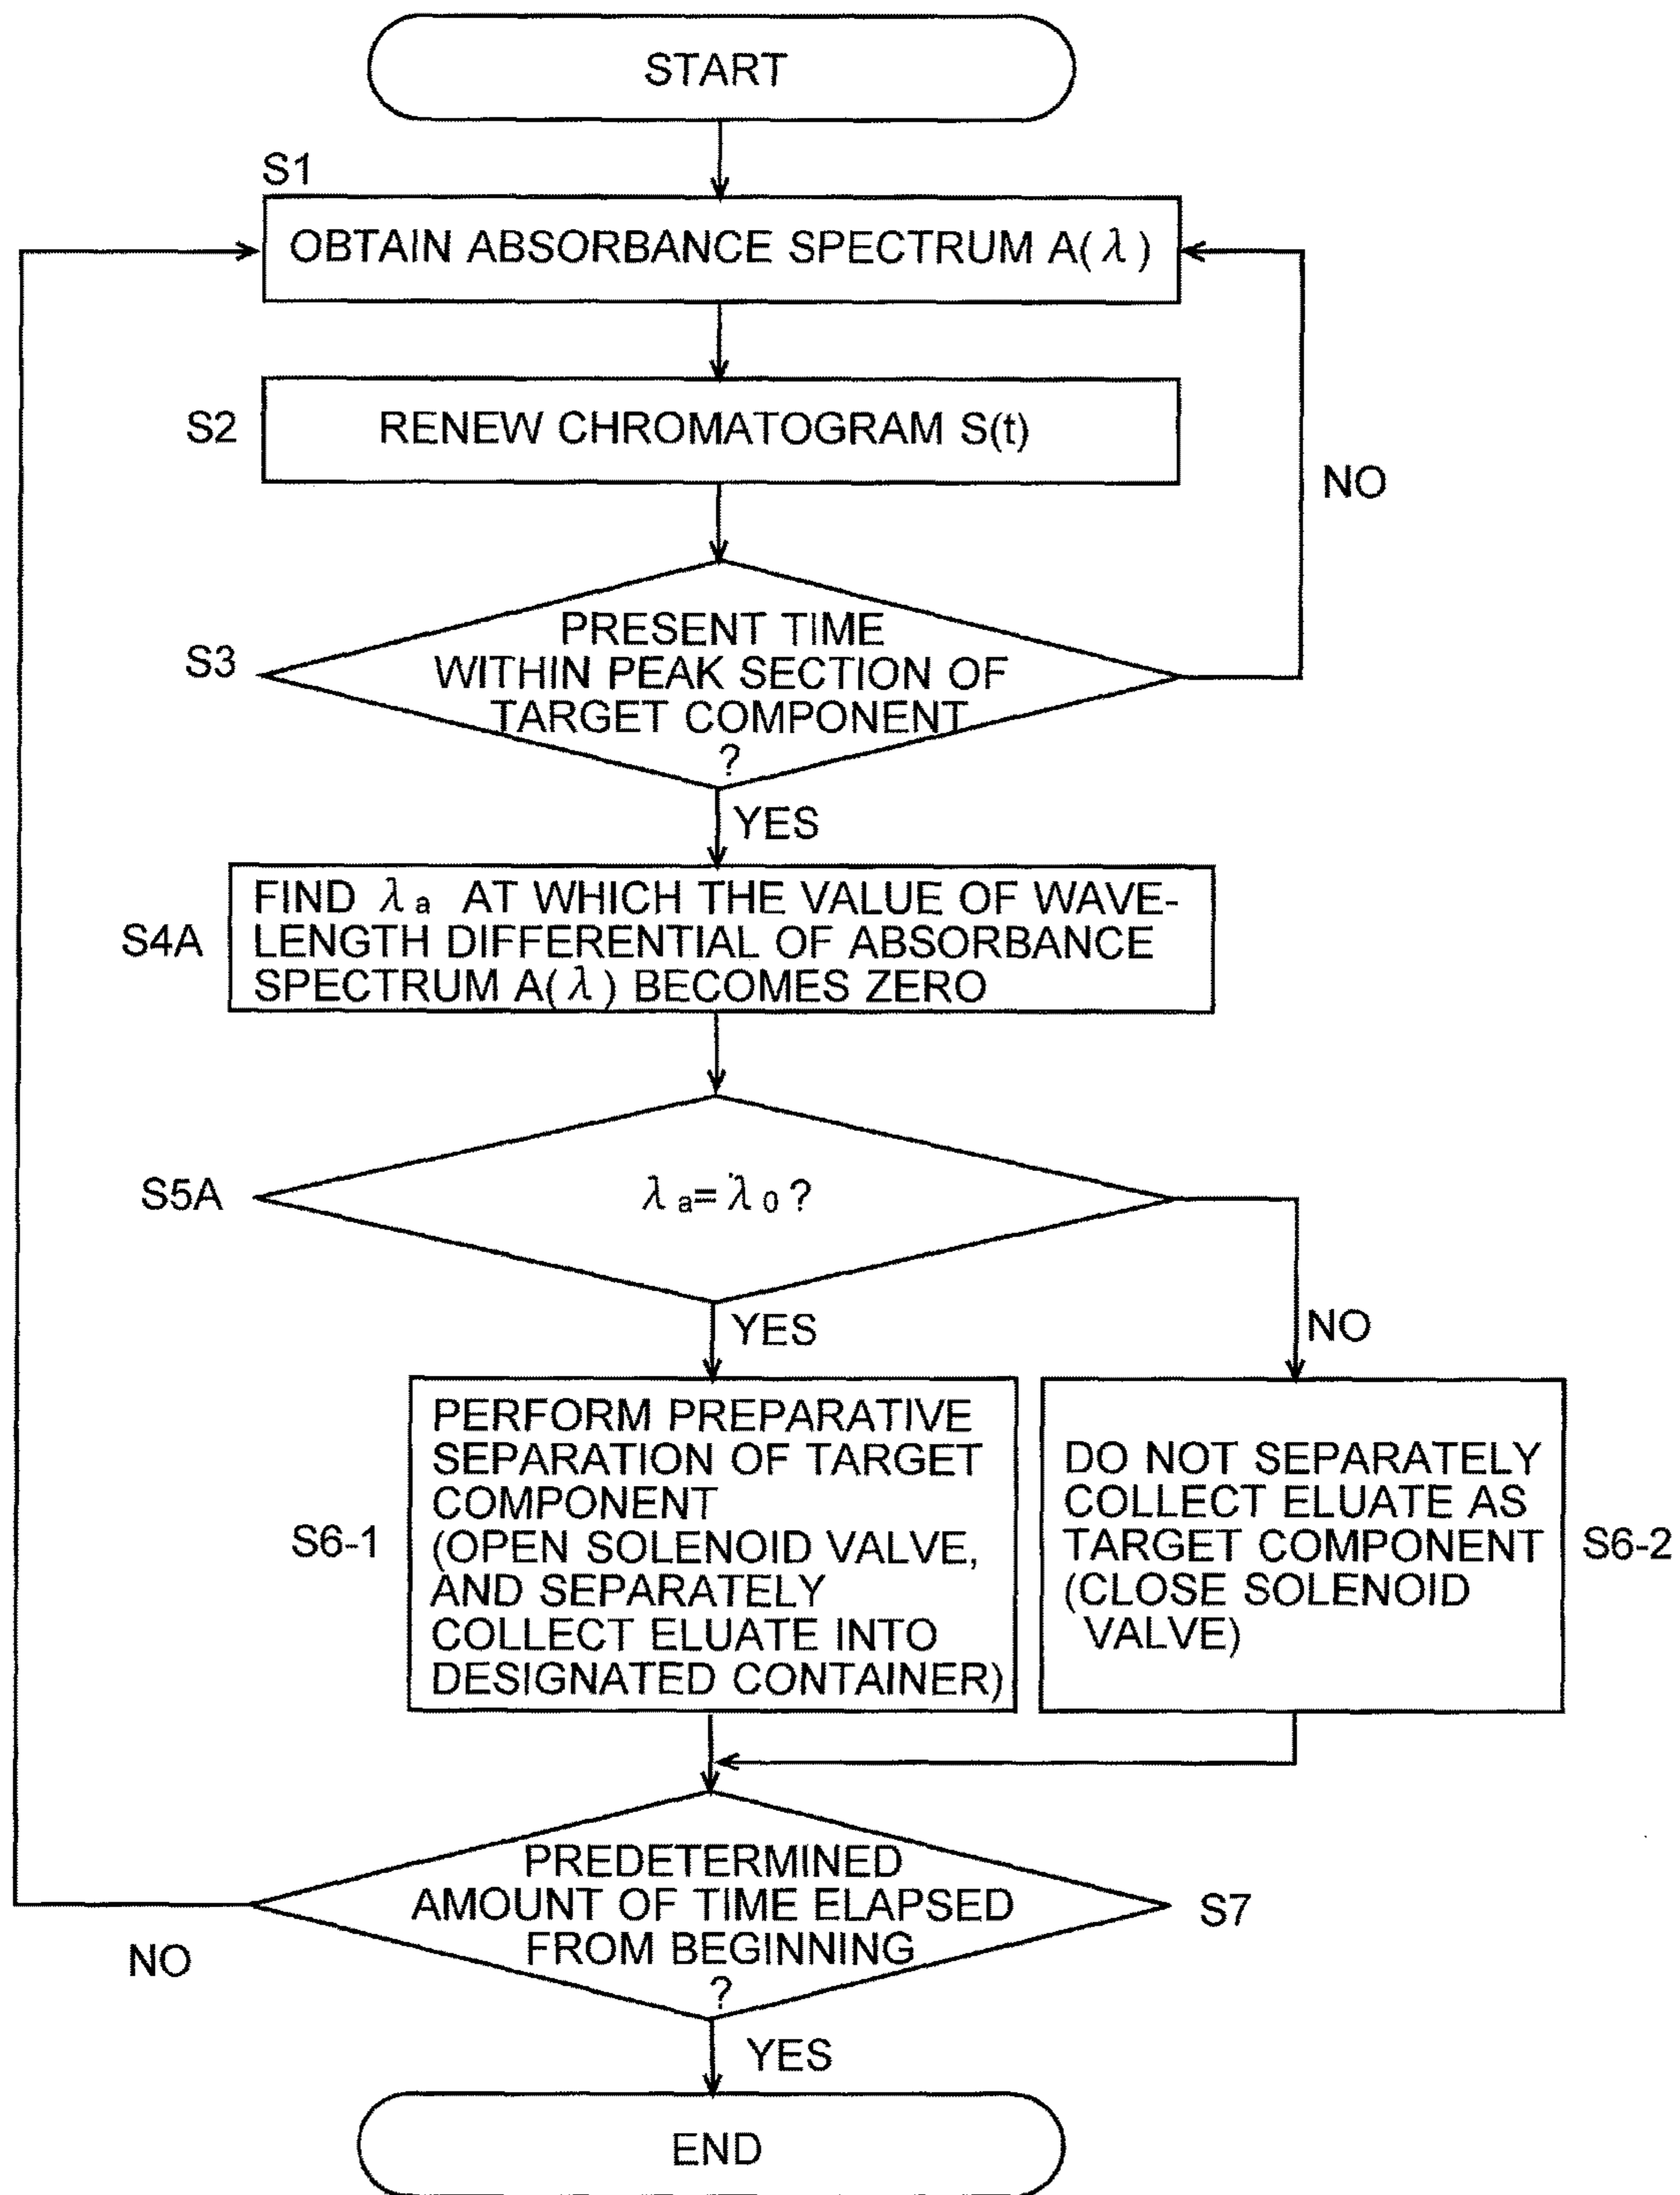 START
S1
OBTAIN ABSORBANCE SPECTRUM A(λ)
S2
RENEW CHROMATOGRAM S(t)
NO
S3
PRESENT TIME
WITHIN PEAK SECTION OF
TARGET COMPONENT
?
YES
S4A
FIND λa AT WHICH THE VALUE OF WAVE-
LENGTH DIFFERENTIAL OF ABSORBANCE
SPECTRUM A(λ) BECOMES ZERO
S5A
λa=λ0?
YES
NO
S6-1
PERFORM PREPARATIVE
SEPARATION OF TARGET
COMPONENT
(OPEN SOLENOID VALVE,
AND SEPARATELY
COLLECT ELUATE INTO
DESIGNATED CONTAINER)
DO NOT SEPARATELY
COLLECT ELUATE AS
TARGET COMPONENT
(CLOSE SOLENOID
VALVE)
S6-2
PREDETERMINED
AMOUNT OF TIME ELAPSED
FROM BEGINNING
?
S7
NO
YES
END